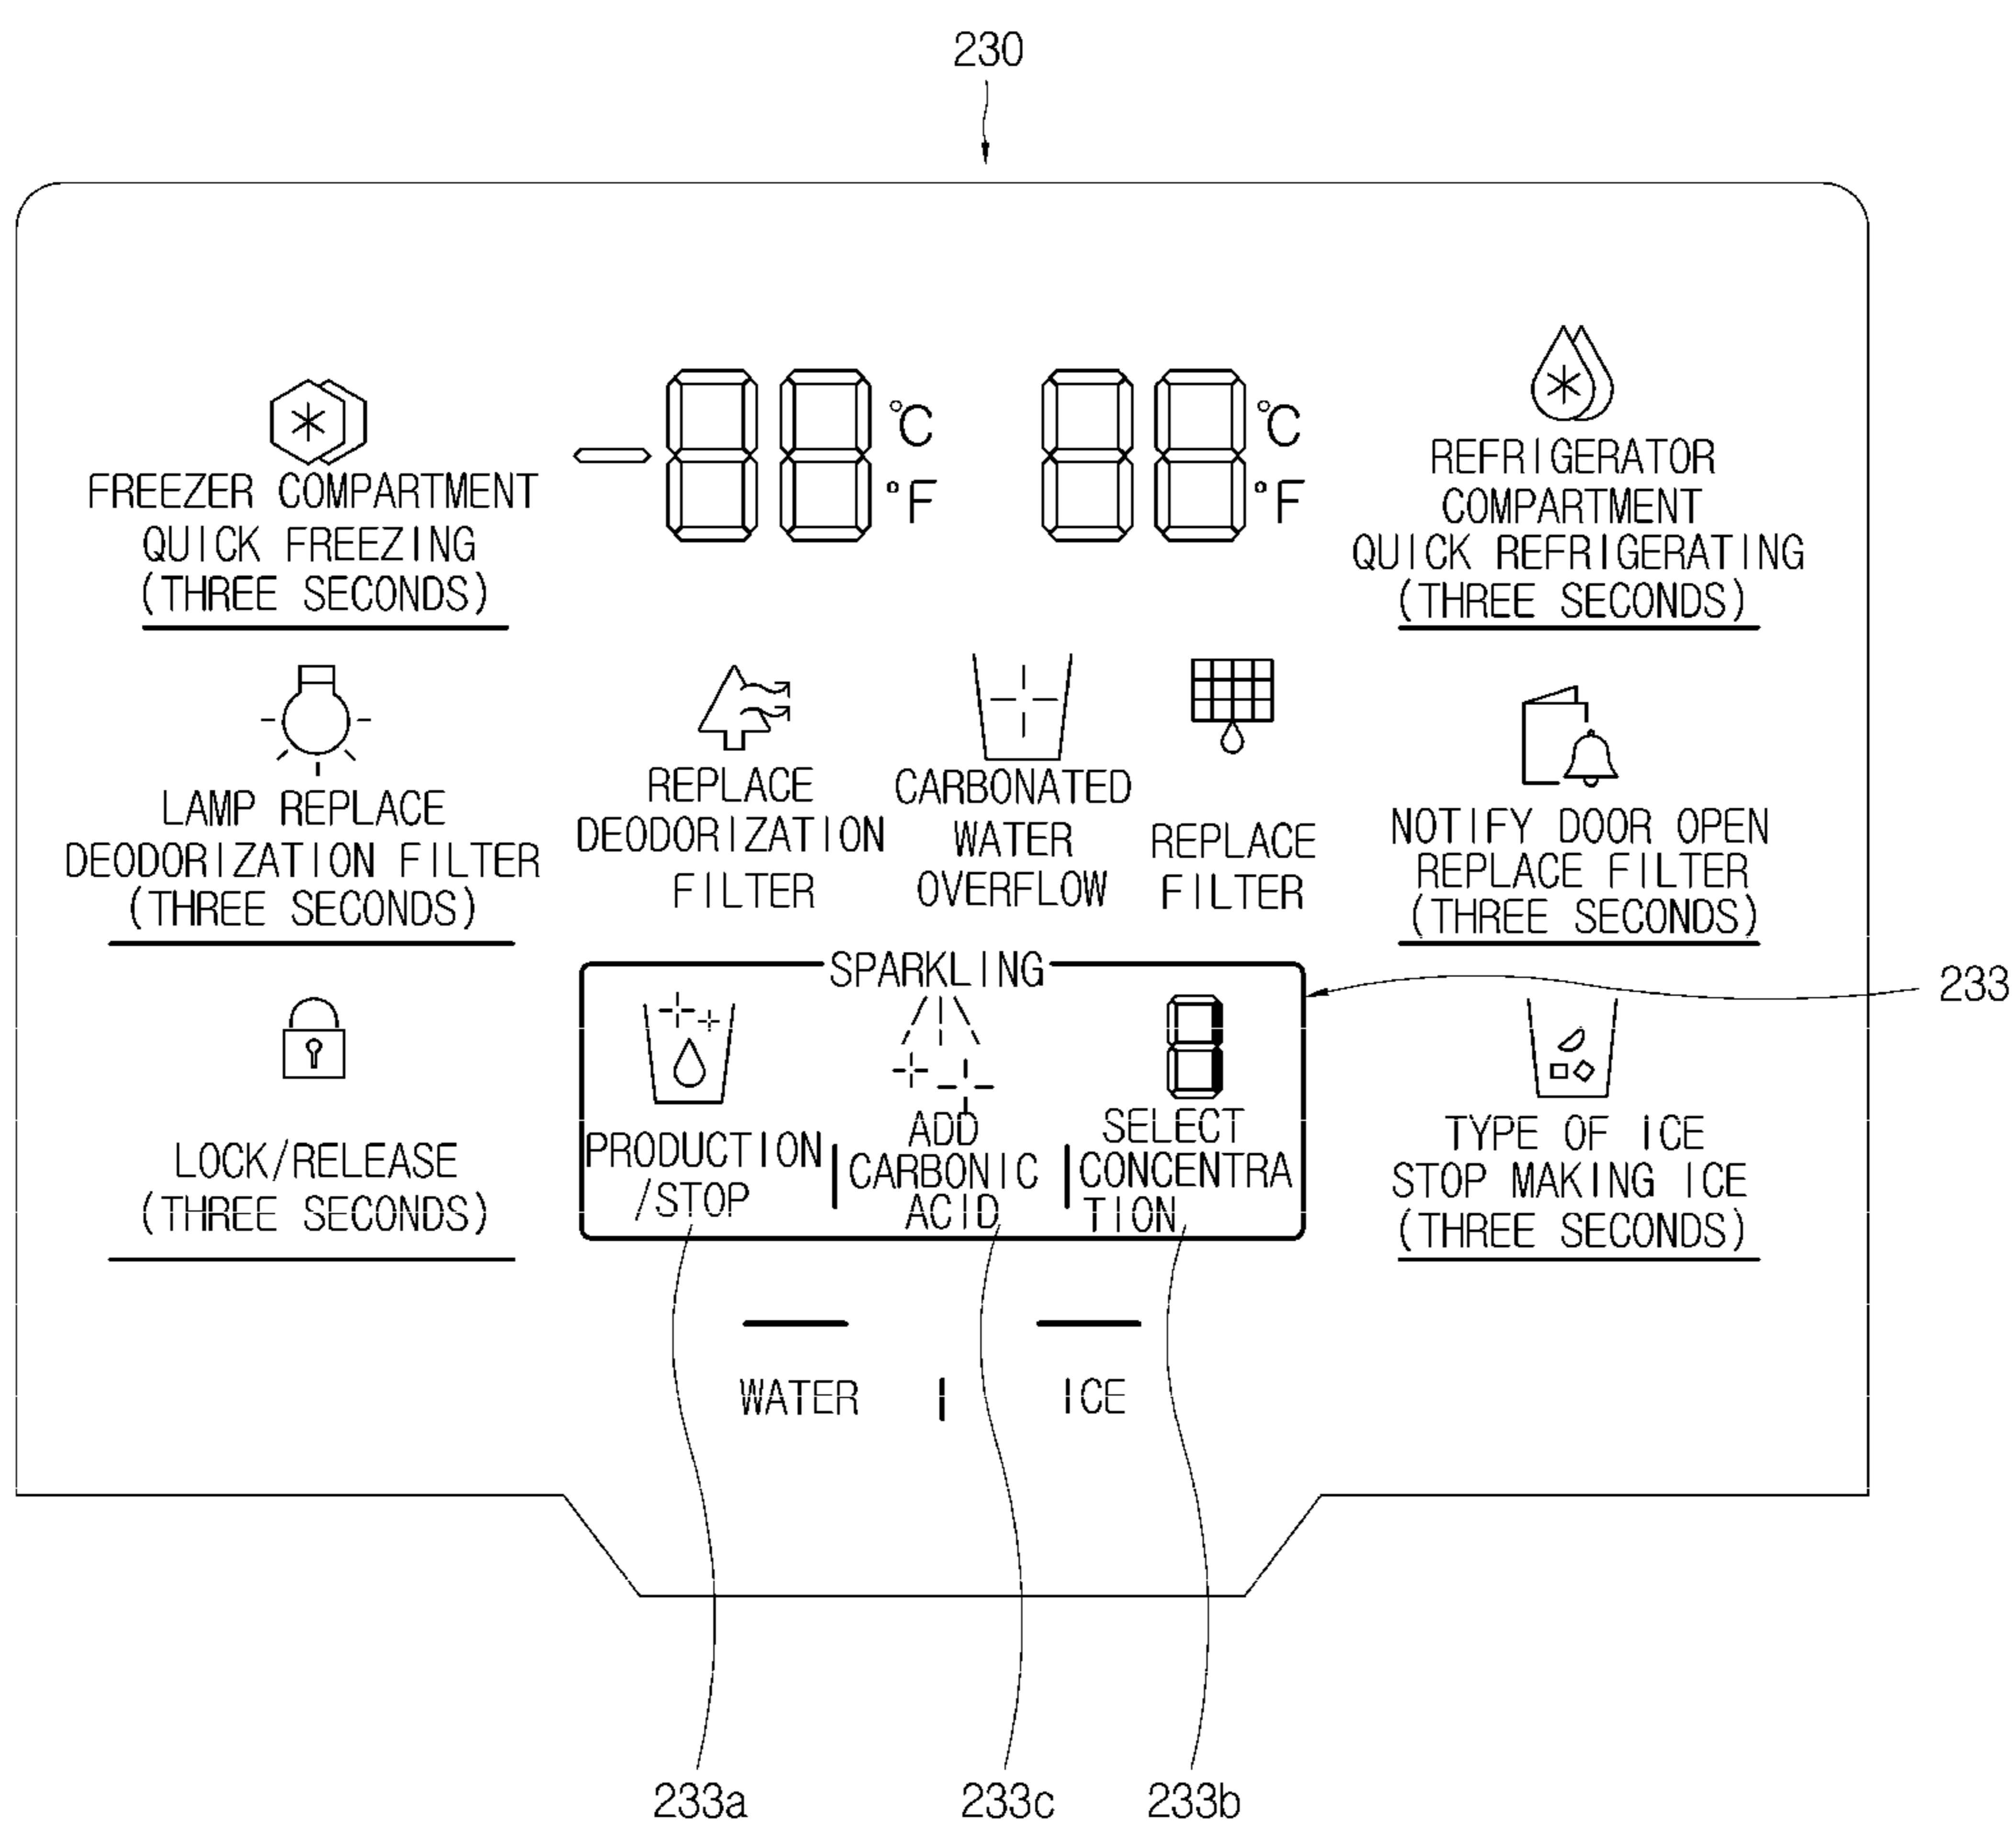 230
FREEZER COMPARTMENT
QUICK FREEZING
(THREE SECONDS)
-88 °C
°F
88 °C
°F
REFRIGERATOR
COMPARTMENT
QUICK REFRIGERATING
(THREE SECONDS)
LAMP REPLACE
DEODORIZATION FILTER
(THREE SECONDS)
REPLACE
DEODORIZATION
FILTER
CARBONATED
WATER
OVERFLOW
REPLACE
FILTER
NOTIFY DOOR OPEN
REPLACE FILTER
(THREE SECONDS)
SPARKLING
233
LOCK/RELEASE
(THREE SECONDS)
PRODUCTION
/STOP
ADD
CARBONIC
ACID
8
SELECT
CONCENTRA
TION
TYPE OF ICE
STOP MAKING ICE
(THREE SECONDS)
WATER | ICE
233a
233c
233b